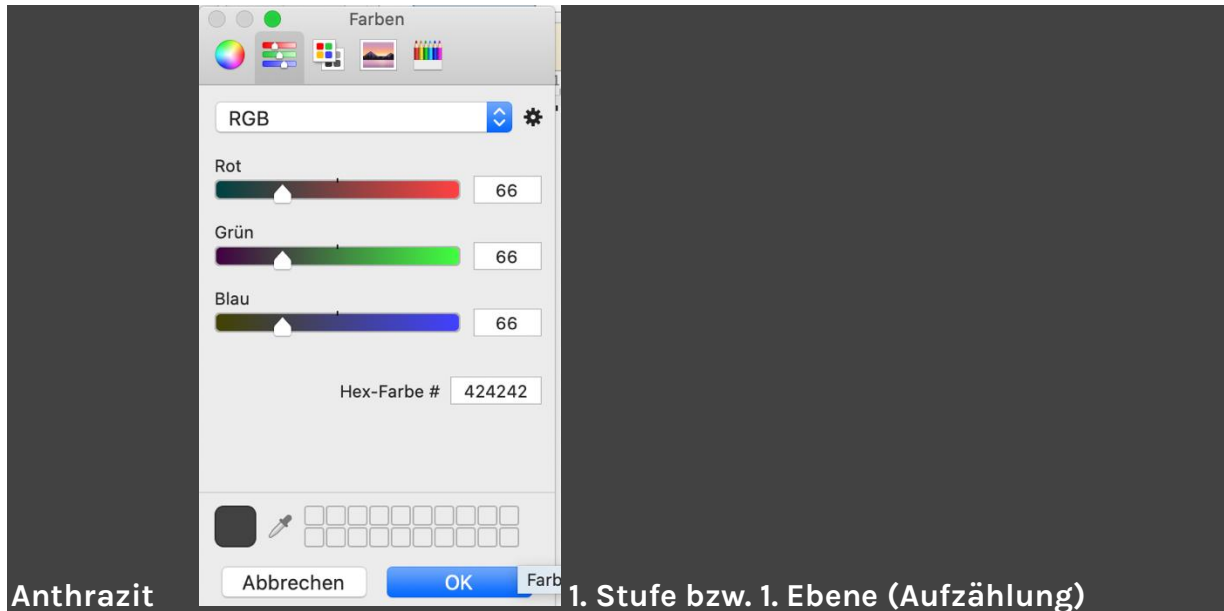 Farben
RGB
Rot
66
Grün
66
Blau
66
Hex-Farbe # 424242
Abbrechen OK Farb
Anthrazit 1. Stufe bzw. 1. Ebene (Aufzählung)